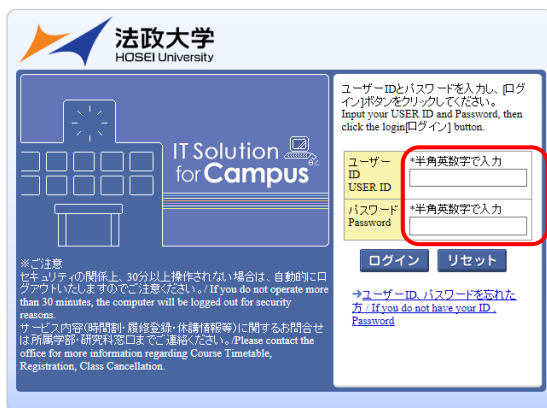 法政大学
HOSEI University
ユーザーIDとパスワードを入力し、[ログ
イン]ボタンをクリックしてください。
Input your USER ID and Password, then
click the login[ログイン] button.
IT Solution
for Campus
ユーザー
ID
USER ID
*半角英数字で入力
パスワード
Password
*半角英数字で入力
ログイン リセット
→ユーザーID、パスワードを忘れた
方 / If you do not have your ID ,
Password
※ご注意
セキュリティの関係上、30分以上操作されない場合は、自動的にロ
グアウトいたしますのでご注意ください。/ If you do not operate more
than 30 minutes, the computer will be logged out for security
reasons.
サービス内容(時間割・履修登録・休講情報等)に関するお問合せ
は所属学部・研究科窓口までご連絡ください。/Please contact the
office for more information regarding Course Timetable,
Registration, Class Cancellation.